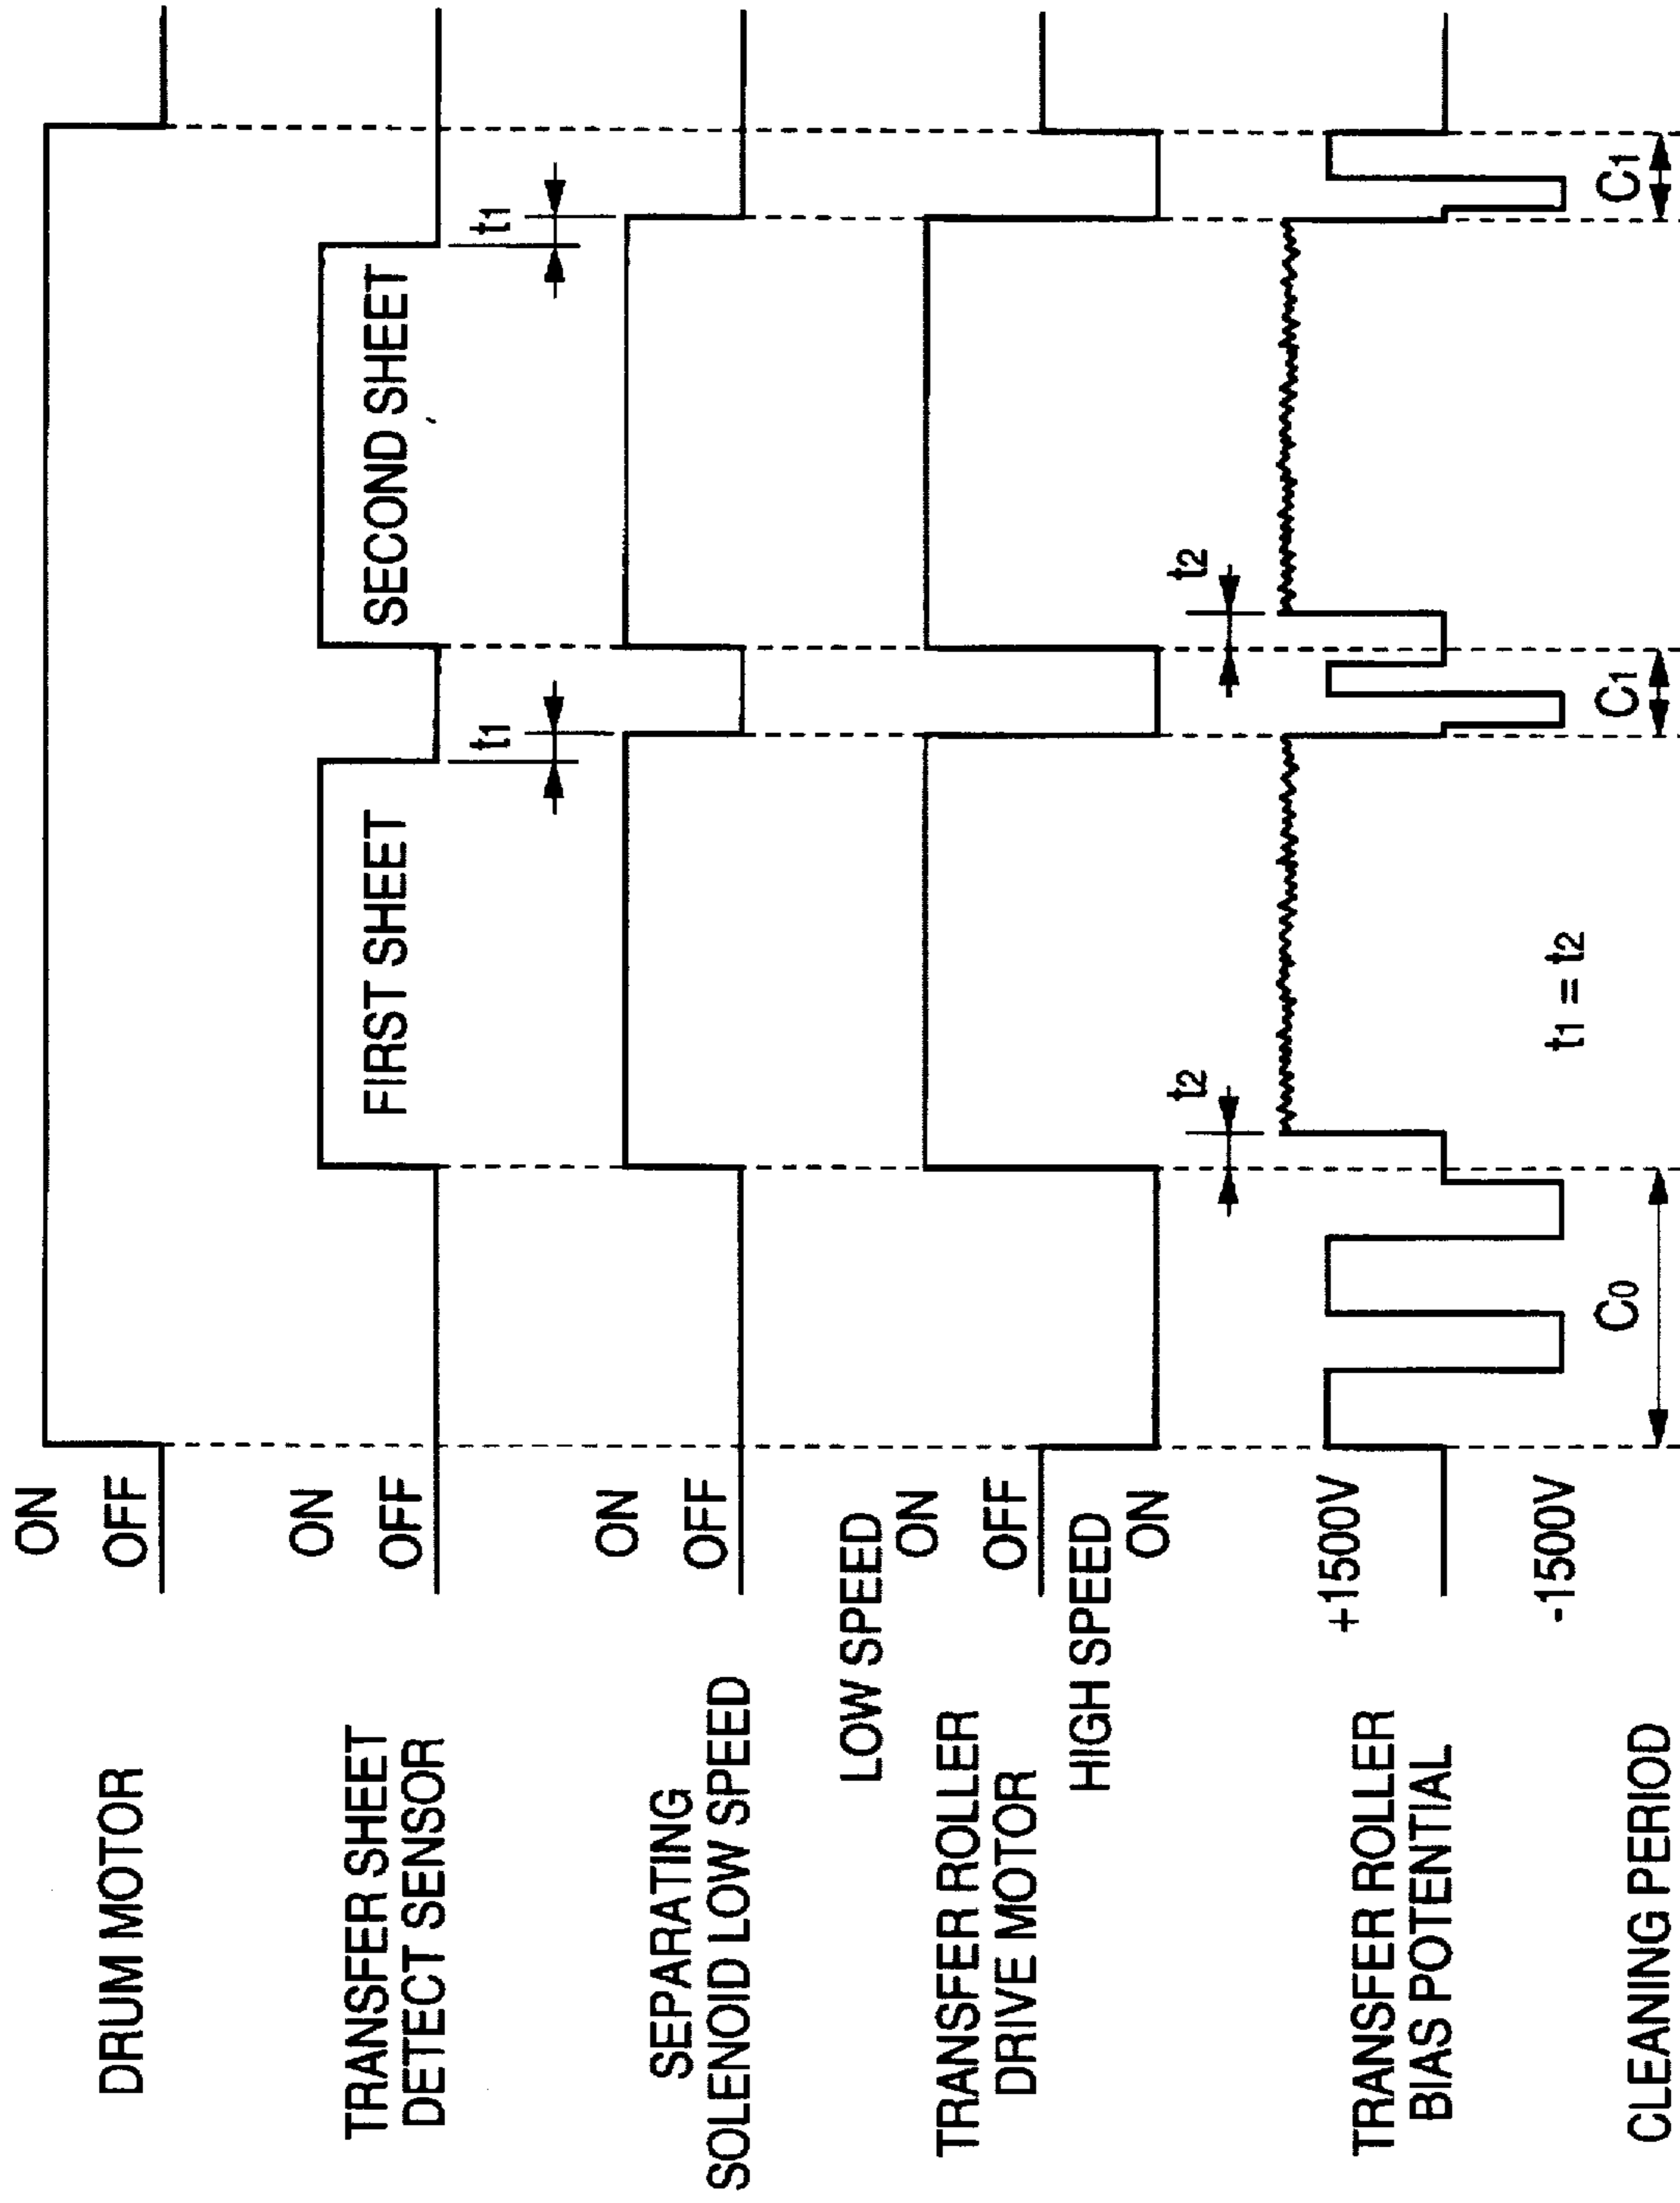 DRUM MOTOR
ON
OFF
TRANSFER SHEET
DETECT SENSOR
ON
OFF
FIRST SHEET
SECOND SHEET
t1
t1
SEPARATING
SOLENOID LOW SPEED
ON
OFF
LOW SPEED
ON
TRANSFER ROLLER
DRIVE MOTOR
OFF
HIGH SPEED
ON
t2
t2
TRANSFER ROLLER
BIAS POTENTIAL
+1500V
-1500V
t1 = t2
CLEANING PERIOD
C0
C1
C1